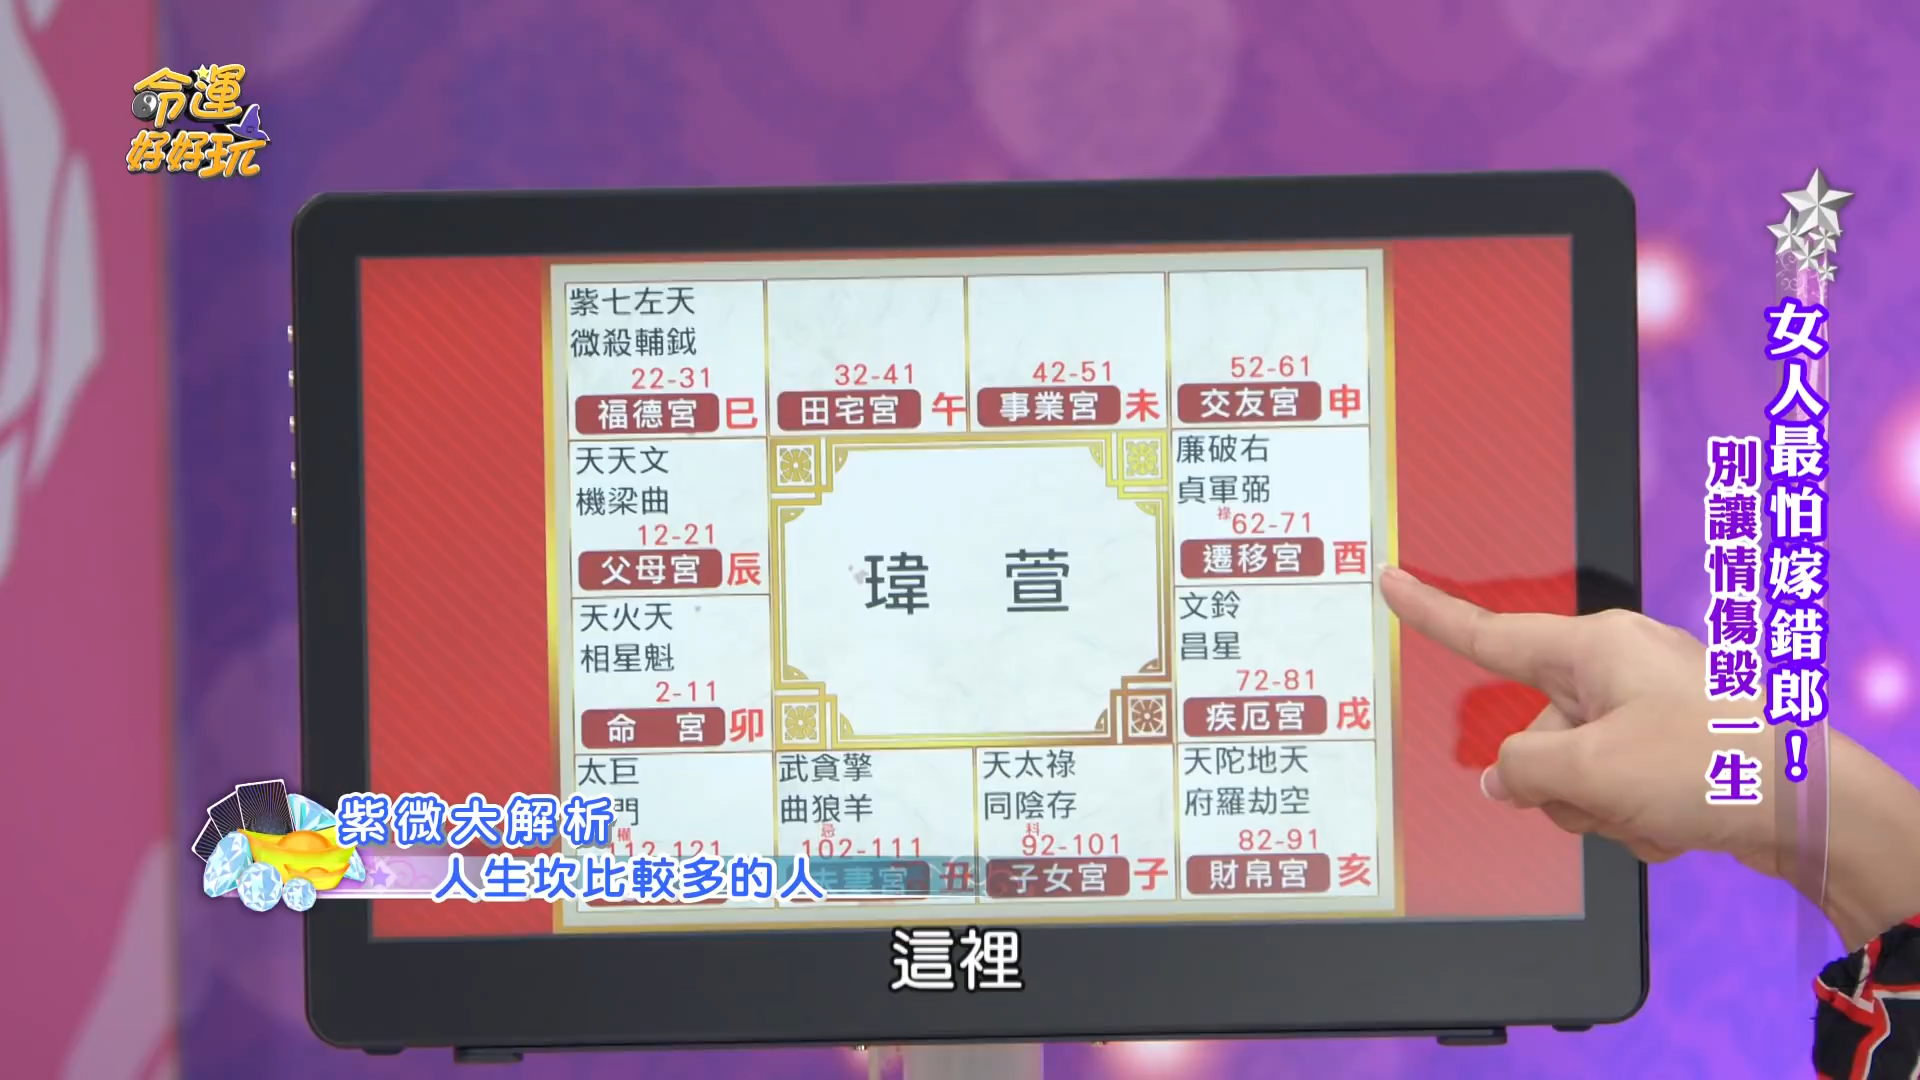 命運
好好玩
女人最怕嫁錯郎！
別讓情傷毀一生
紫七左天
微殺輔鉞
22-31
福德宮 巳
32-41
田宅宮 午
42-51
事業宮 未
52-61
交友宮 申
天天文
機梁曲
12-21
父母宮 辰
廉破右
貞軍弼
祿
62-71
遷移宮 酉
瑋 萱
天火天
相星魁
2-11
命 宮 卯
文鈴
昌星
72-81
疾厄宮 戌
太巨
門
權
112-121
武貪擎
曲狼羊
忌
102-111
夫妻宮 丑
天太祿
同陰存
科
92-101
子女宮 子
天陀地天
府羅劫空
82-91
財帛宮 亥
紫微大解析
人生坎比較多的人
這裡